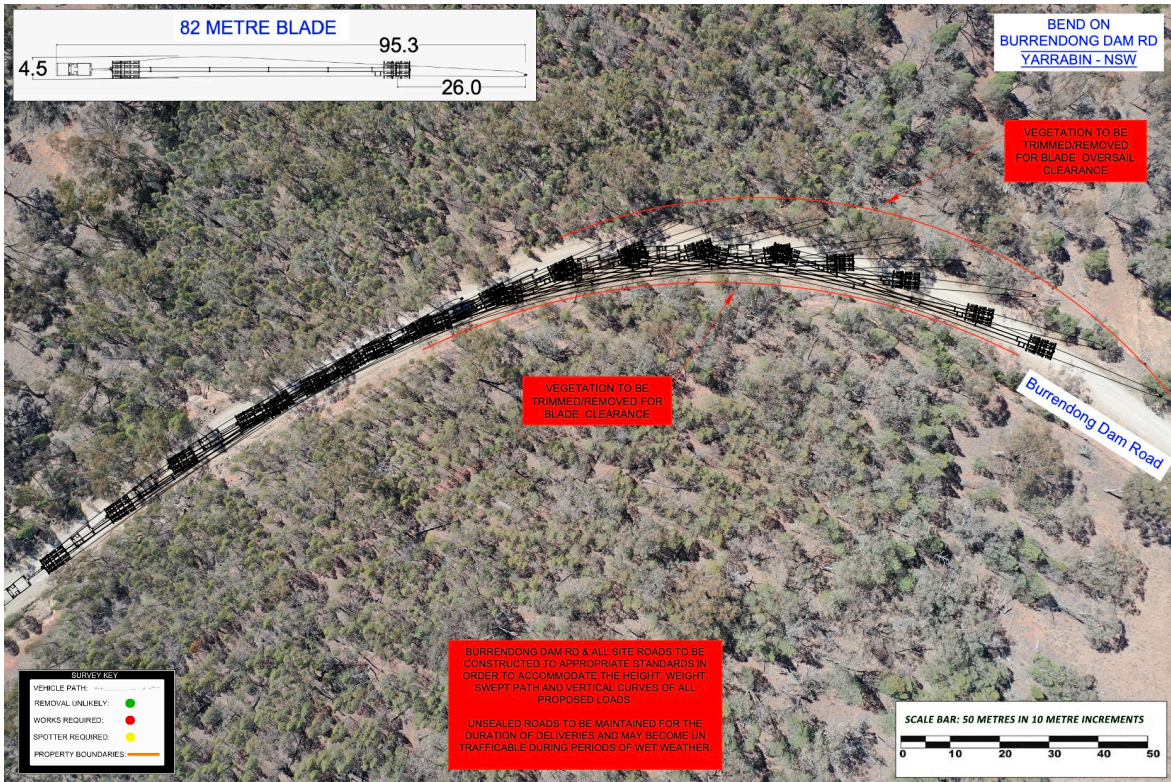 82 METRE BLADE
95.3
4.5
26.0
BEND ON
BURRENDONG DAM RD
YARRABIN - NSW
VEGETATION TO BE
TRIMMED/REMOVED
FOR BLADE OVERSAIL
CLEARANCE
VEGETATION TO BE
TRIMMED/REMOVED FOR
BLADE CLEARANCE
Burrendong Dam Road
BURRENDONG DAM RD & ALL SITE ROADS TO BE
CONSTRUCTED TO APPROPRIATE STANDARDS IN
ORDER TO ACCOMMODATE THE HEIGHT, WEIGHT,
SWEPT PATH AND VERTICAL CURVES OF ALL
PROPOSED LOADS.
UNSEALED ROADS TO BE MAINTAINED FOR THE
DURATION OF DELIVERIES AND MAY BECOME UN
TRAFFICABLE DURING PERIODS OF WET WEATHER.
SURVEY KEY
VEHICLE PATH:
REMOVAL UNLIKELY:
WORKS REQUIRED:
SPOTTER REQUIRED:
PROPERTY BOUNDARIES:
SCALE BAR: 50 METRES IN 10 METRE INCREMENTS
0 10 20 30 40 50